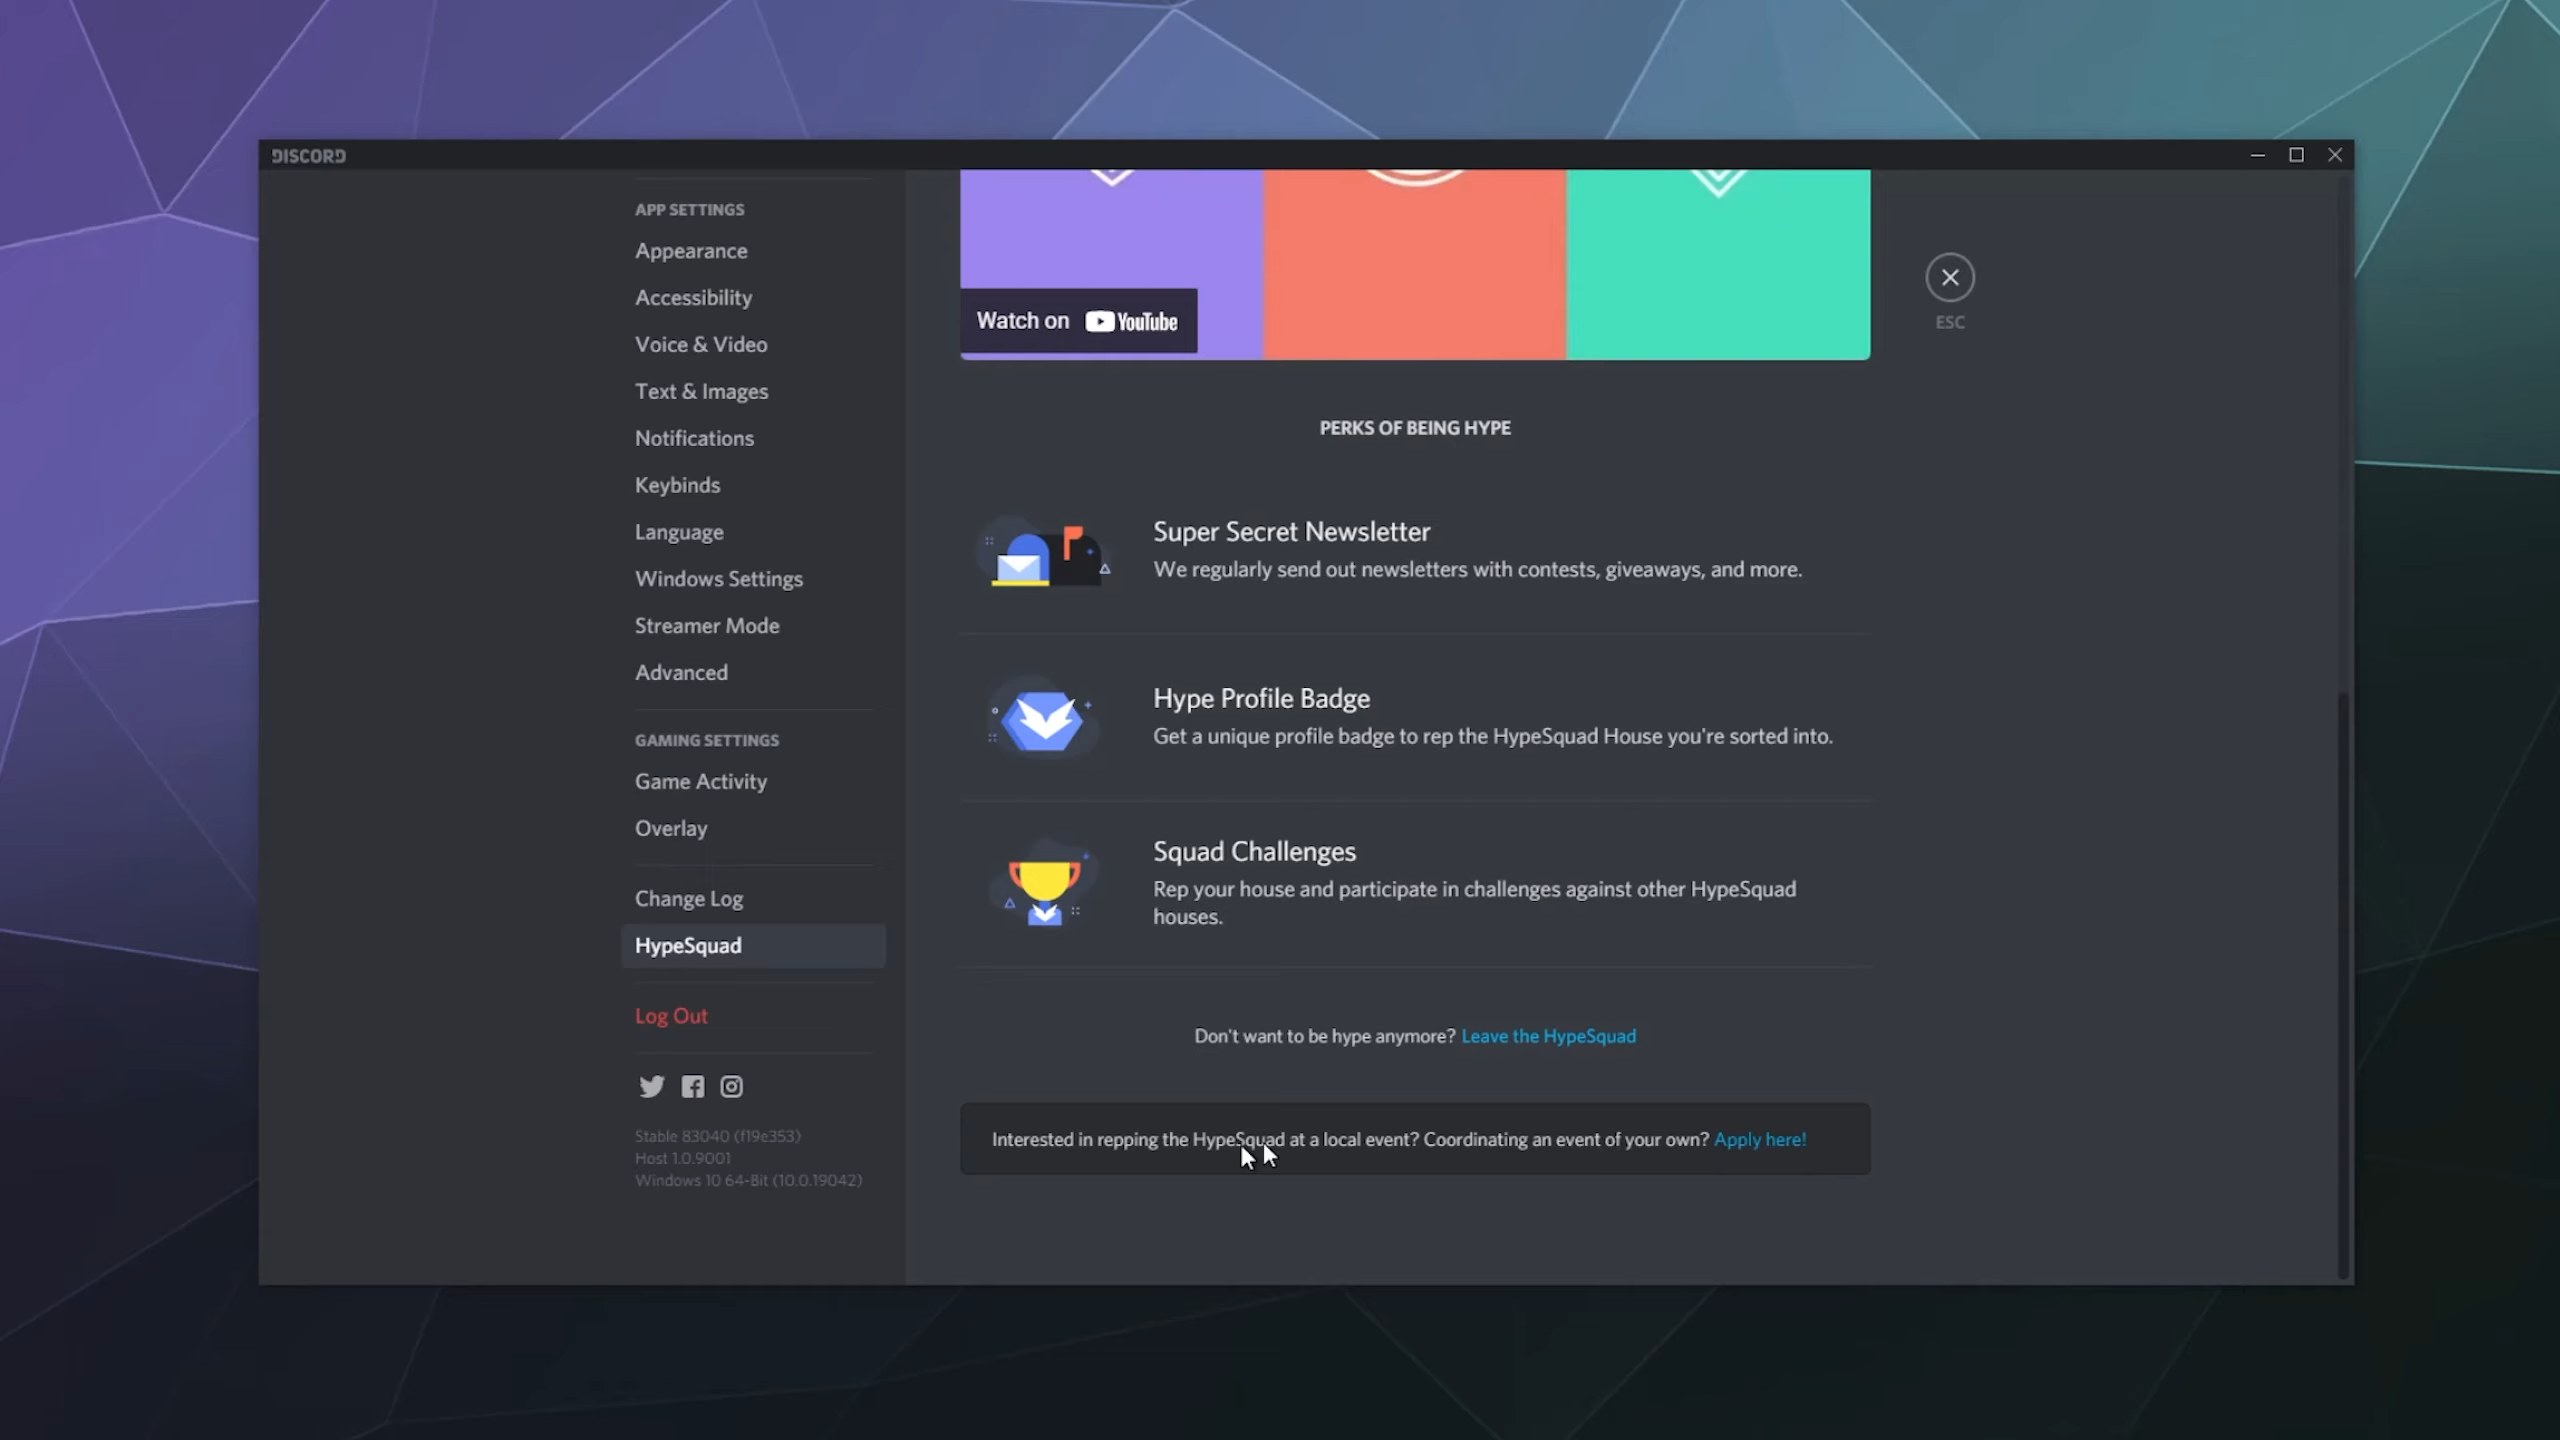 DISCORD
APP SETTINGS
Appearance
Accessibility
Voice & Video
Text & Images
Notifications
Keybinds
Language
Windows Settings
Streamer Mode
Advanced
GAMING SETTINGS
Game Activity
Overlay
Change Log
HypeSquad
Log Out
Stable 83040 (f19e353)
Host 1.0.9001
Windows 10 64-Bit (10.0.19042)
Watch on YouTube
ESC
PERKS OF BEING HYPE
Super Secret Newsletter
We regularly send out newsletters with contests, giveaways, and more.
Hype Profile Badge
Get a unique profile badge to rep the HypeSquad House you're sorted into.
Squad Challenges
Rep your house and participate in challenges against other HypeSquad
houses.
Don't want to be hype anymore? Leave the HypeSquad
Interested in repping the HypeSquad at a local event? Coordinating an event of your own? Apply here!